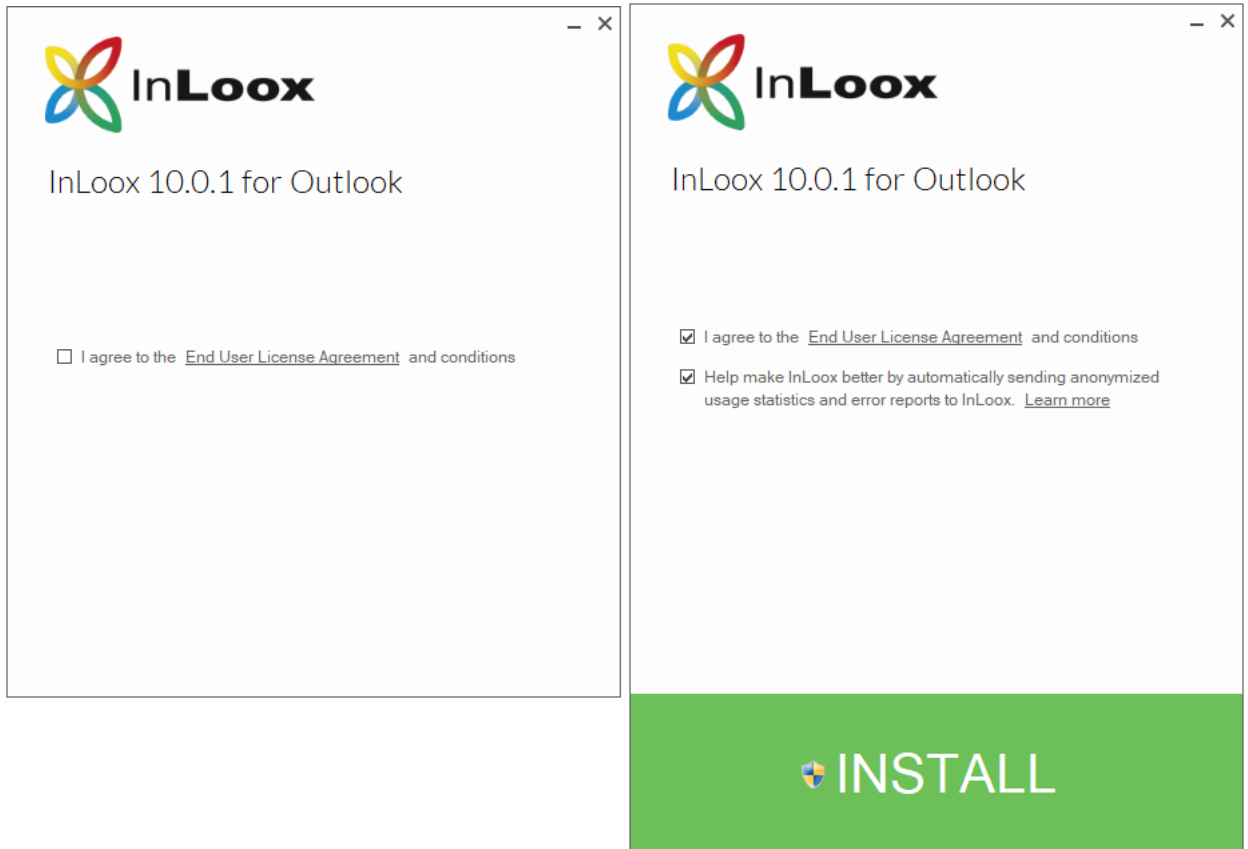 InLoox
InLoox 10.0.1 for Outlook
I agree to the End User License Agreement and conditions
InLoox
InLoox 10.0.1 for Outlook
I agree to the End User License Agreement and conditions
Help make InLoox better by automatically sending anonymized
usage statistics and error reports to InLoox. Learn more
INSTALL